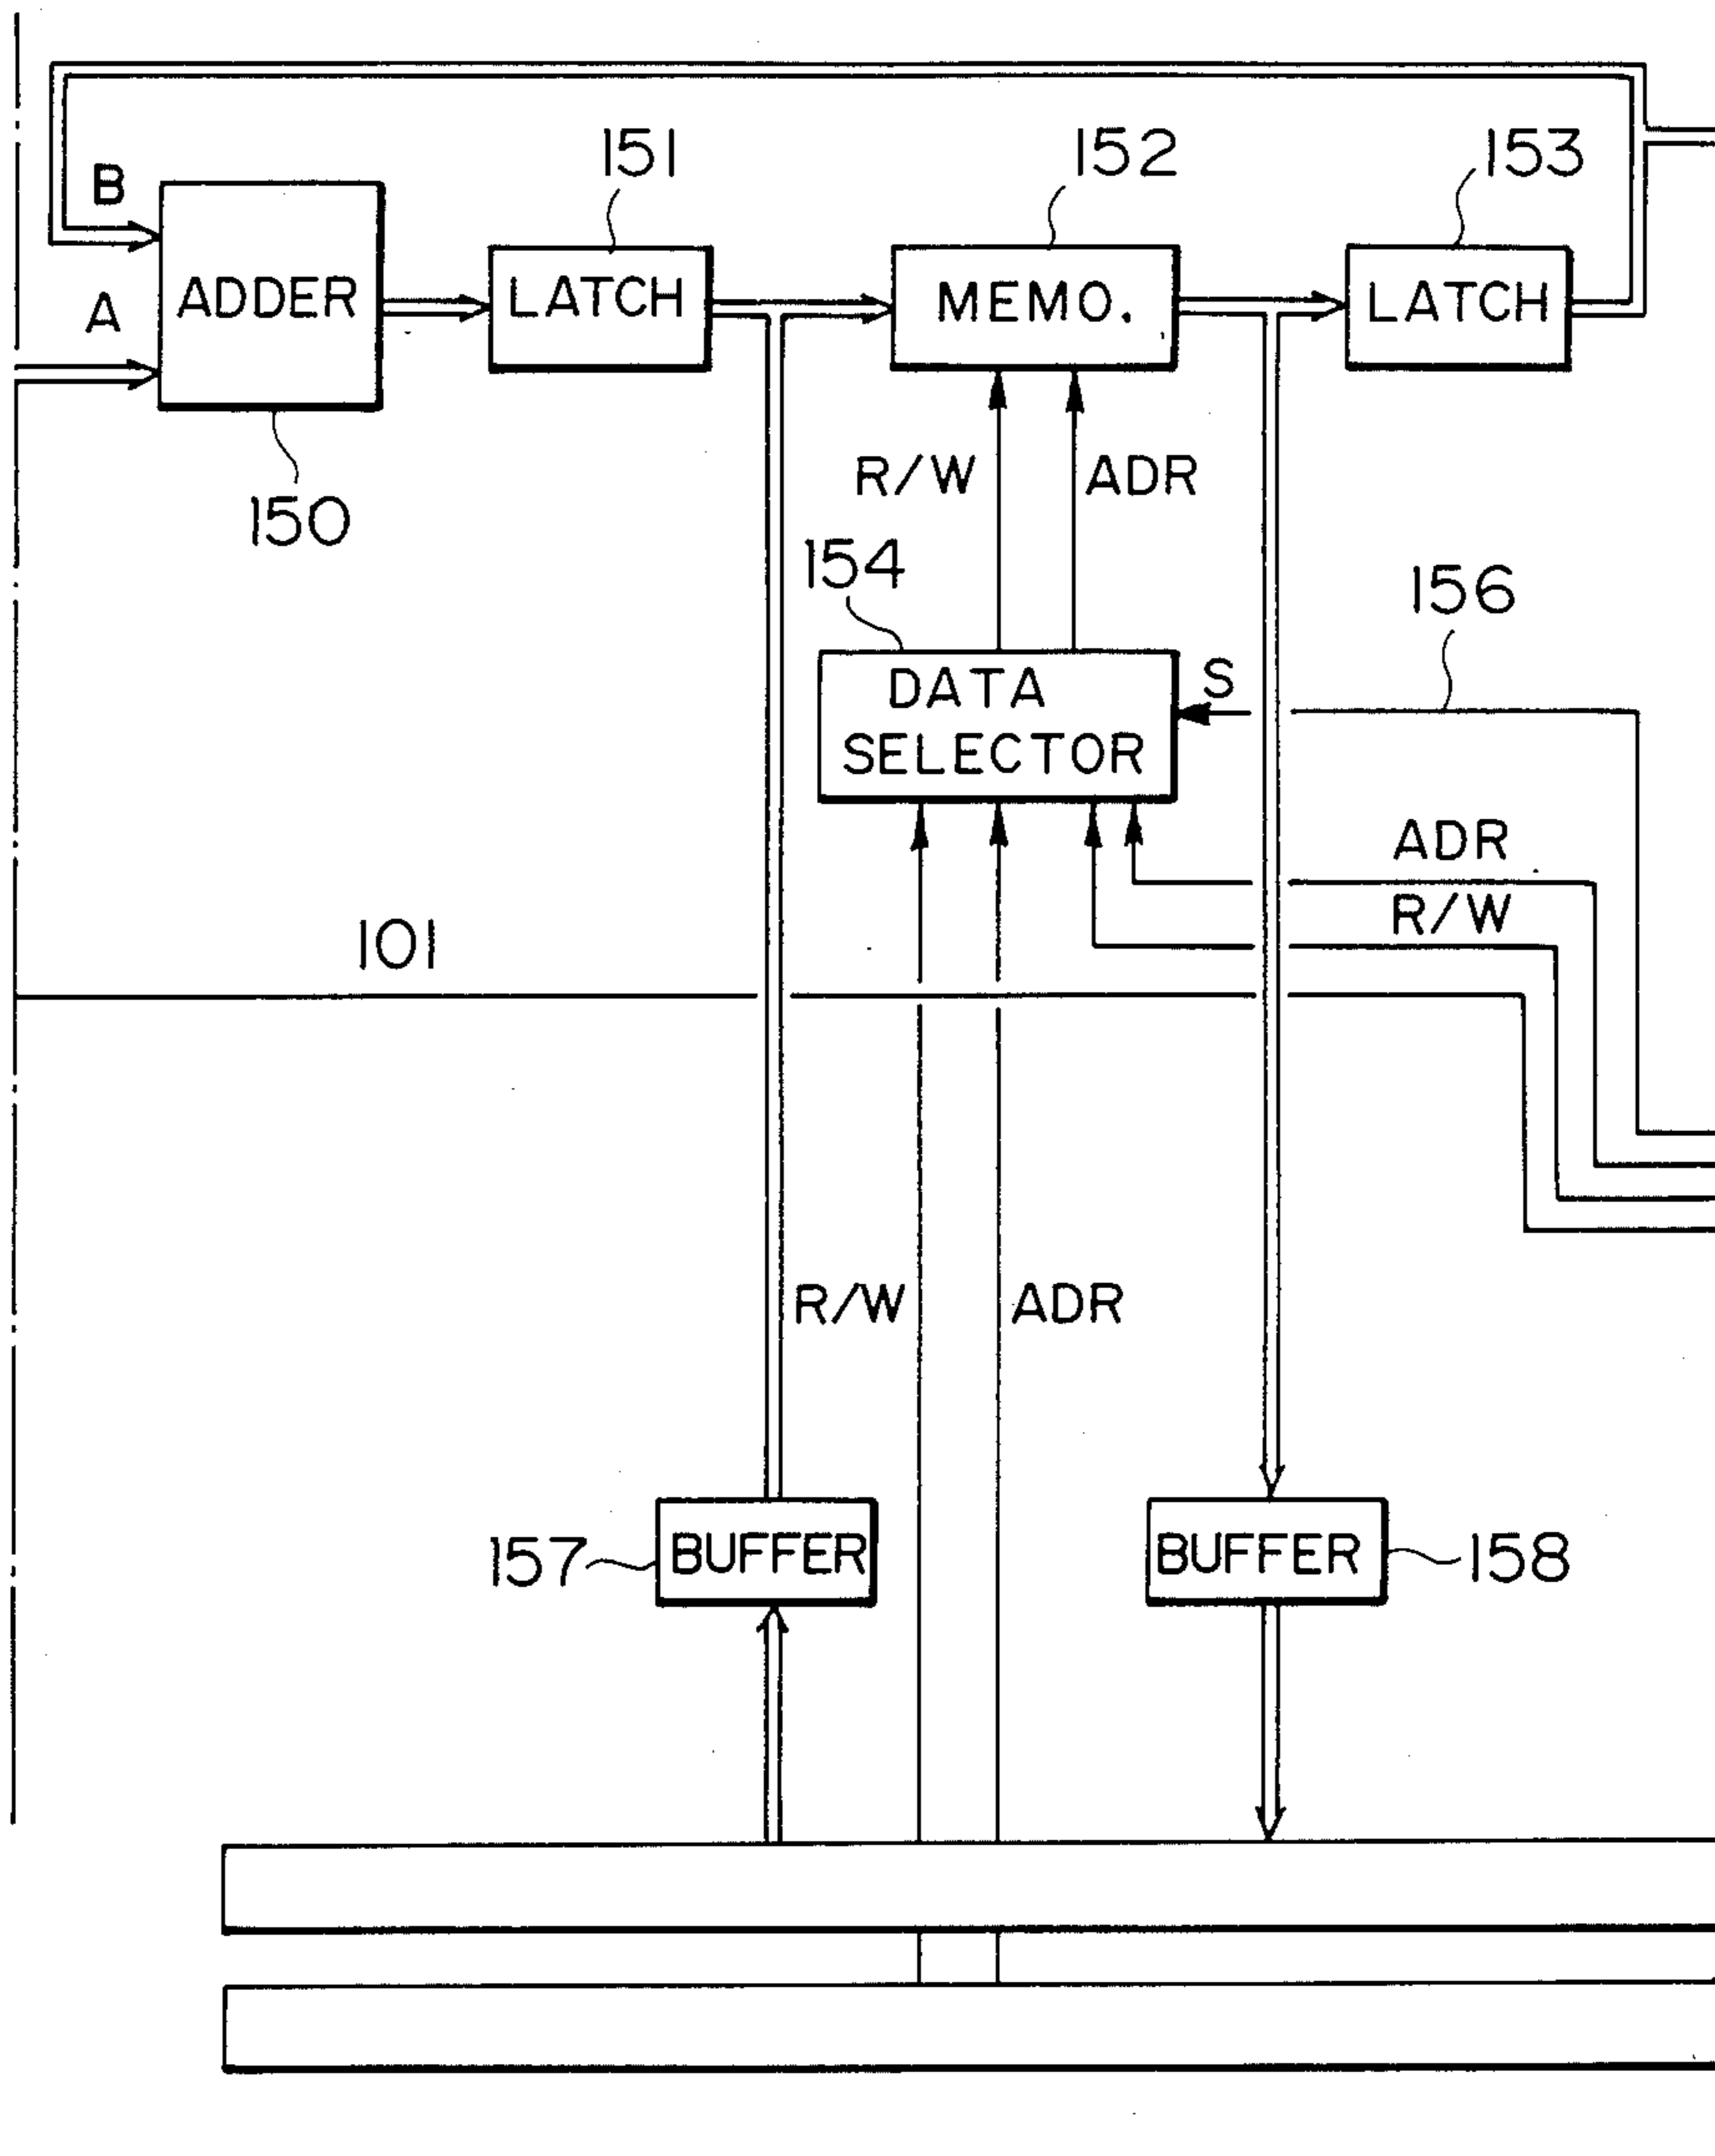 151
152
153
B
ADDER
LATCH
MEMO.
LATCH
A
150
R/W
ADR
154
156
DATA
SELECTOR
S
ADR
R/W
101
R/W
ADR
157
BUFFER
BUFFER
158